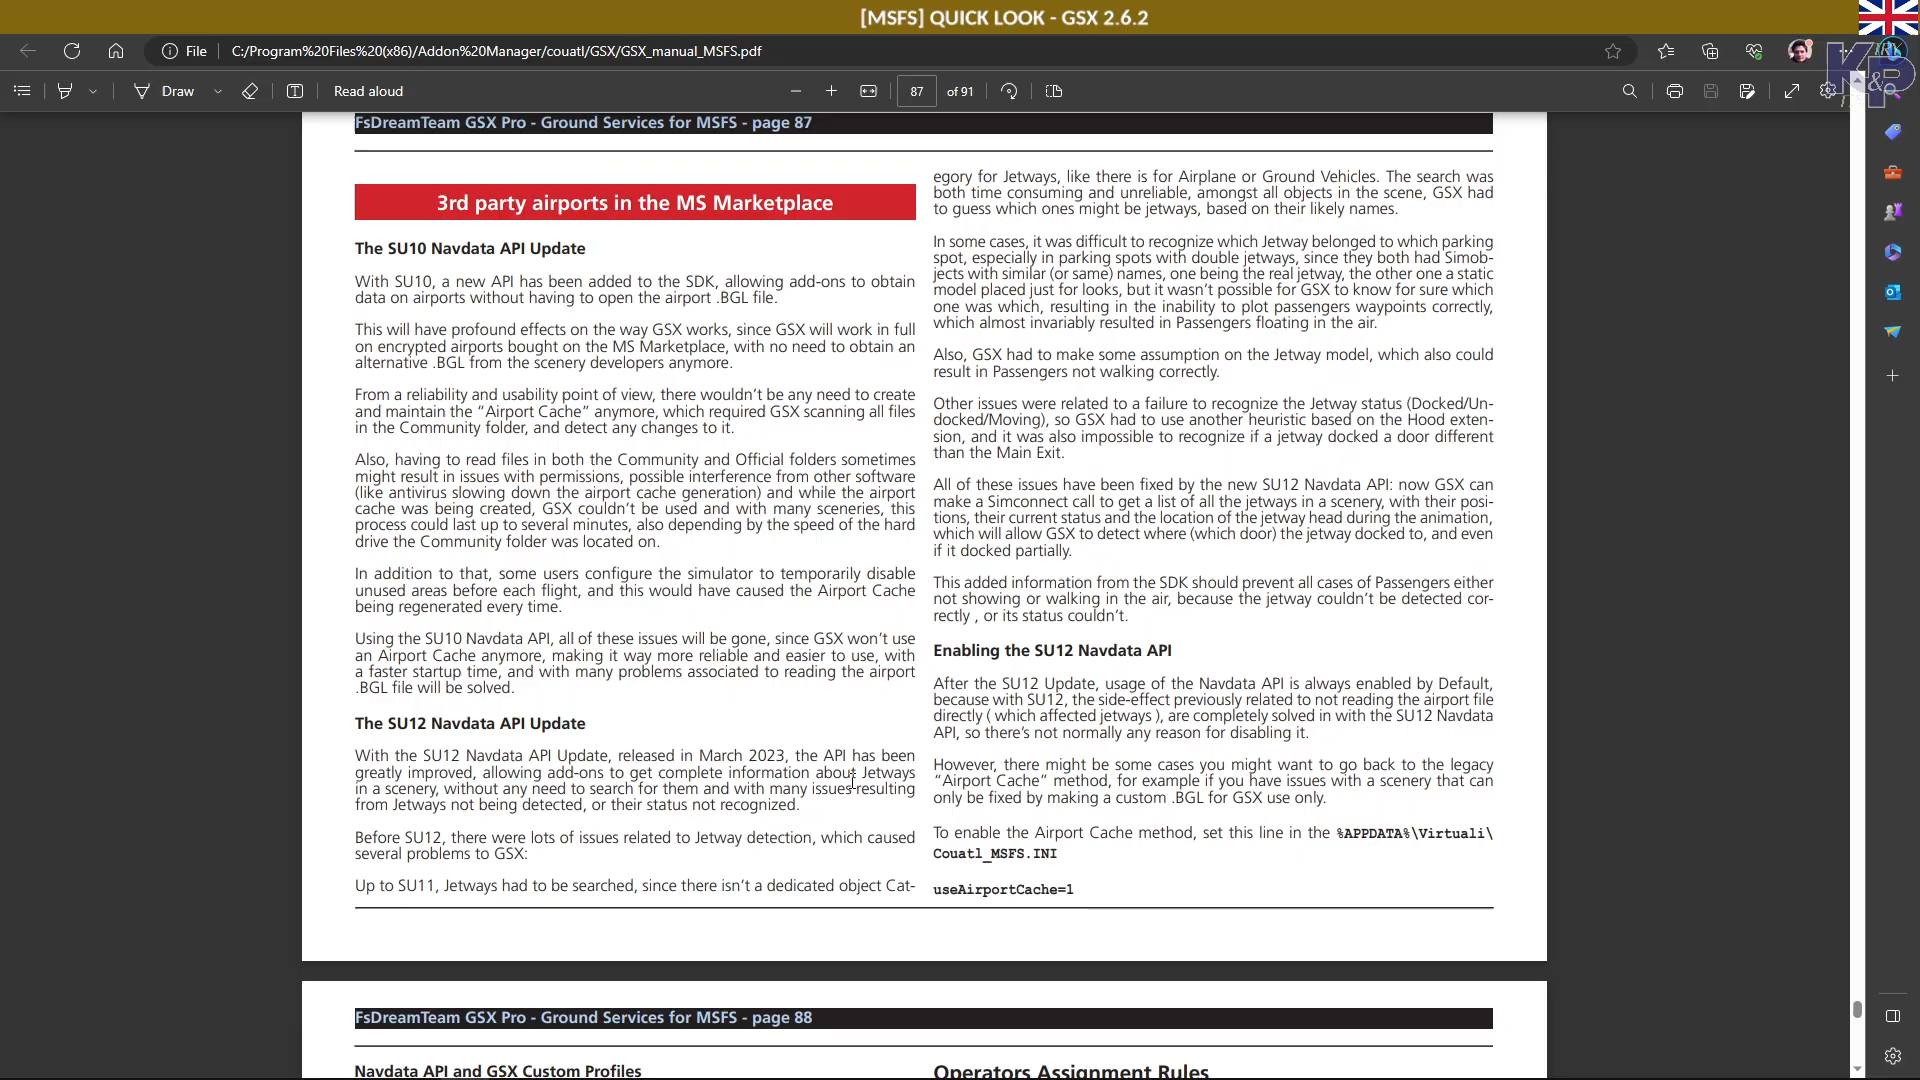 [MSFS] QUICK LOOK - GSX 2.6.2
File
C:/Program%20Files%20(x86)/Addon%20Manager/couatl/GSX/GSX_manual_MSFS.pdf
K&P
Draw
Read aloud
87
of 91
FsDreamTeam GSX Pro - Ground Services for MSFS - page 87
3rd party airports in the MS Marketplace
The SU10 Navdata API Update
With SU10, a new API has been added to the SDK, allowing add-ons to obtain
data on airports without having to open the airport .BGL file.
This will have profound effects on the way GSX works, since GSX will work in full
on encrypted airports bought on the MS Marketplace, with no need to obtain an
alternative .BGL from the scenery developers anymore.
From a reliability and usability point of view, there wouldn't be any need to create
and maintain the "Airport Cache" anymore, which required GSX scanning all files
in the Community folder, and detect any changes to it.
Also, having to read files in both the Community and Official folders sometimes
might result in issues with permissions, possible interference from other software
(like antivirus slowing down the airport cache generation) and while the airport
cache was being created, GSX couldn't be used and with many sceneries, this
process could last up to several minutes, also depending by the speed of the hard
drive the Community folder was located on.
In addition to that, some users configure the simulator to temporarily disable
unused areas before each flight, and this would have caused the Airport Cache
being regenerated every time.
Using the SU10 Navdata API, all of these issues will be gone, since GSX won't use
an Airport Cache anymore, making it way more reliable and easier to use, with
a faster startup time, and with many problems associated to reading the airport
.BGL file will be solved.
The SU12 Navdata API Update
With the SU12 Navdata API Update, released in March 2023, the API has been
greatly improved, allowing add-ons to get complete information about Jetways
in a scenery, without any need to search for them and with many issues resulting
from Jetways not being detected, or their status not recognized.
Before SU12, there were lots of issues related to Jetway detection, which caused
several problems to GSX:
Up to SU11, Jetways had to be searched, since there isn't a dedicated object Cat-
egory for Jetways, like there is for Airplane or Ground Vehicles. The search was
both time consuming and unreliable, amongst all objects in the scene, GSX had
to guess which ones might be jetways, based on their likely names.
In some cases, it was difficult to recognize which Jetway belonged to which parking
spot, especially in parking spots with double jetways, since they both had Simob-
jects with similar (or same) names, one being the real jetway, the other one a static
model placed just for looks, but it wasn't possible for GSX to know for sure which
one was which, resulting in the inability to plot passengers waypoints correctly,
which almost invariably resulted in Passengers floating in the air.
Also, GSX had to make some assumption on the Jetway model, which also could
result in Passengers not walking correctly.
Other issues were related to a failure to recognize the Jetway status (Docked/Un-
docked/Moving), so GSX had to use another heuristic based on the Hood exten-
sion, and it was also impossible to recognize if a jetway docked a door different
than the Main Exit.
All of these issues have been fixed by the new SU12 Navdata API: now GSX can
make a Simconnect call to get a list of all the jetways in a scenery, with their posi-
tions, their current status and the location of the jetway head during the animation,
which will allow GSX to detect where (which door) the jetway docked to, and even
if it docked partially.
This added information from the SDK should prevent all cases of Passengers either
not showing or walking in the air, because the jetway couldn't be detected cor-
rectly , or its status couldn't.
Enabling the SU12 Navdata API
After the SU12 Update, usage of the Navdata API is always enabled by Default,
because with SU12, the side-effect previously related to not reading the airport file
directly ( which affected jetways ), are completely solved in with the SU12 Navdata
API, so there's not normally any reason for disabling it.
However, there might be some cases you might want to go back to the legacy
"Airport Cache" method, for example if you have issues with a scenery that can
only be fixed by making a custom .BGL for GSX use only.
To enable the Airport Cache method, set this line in the %APPDATA%\Virtuali\
Couatl_MSFS.INI
useAirportCache=1
FsDreamTeam GSX Pro - Ground Services for MSFS - page 88
Navdata API and GSX Custom Profiles
Operators Assignment Rules